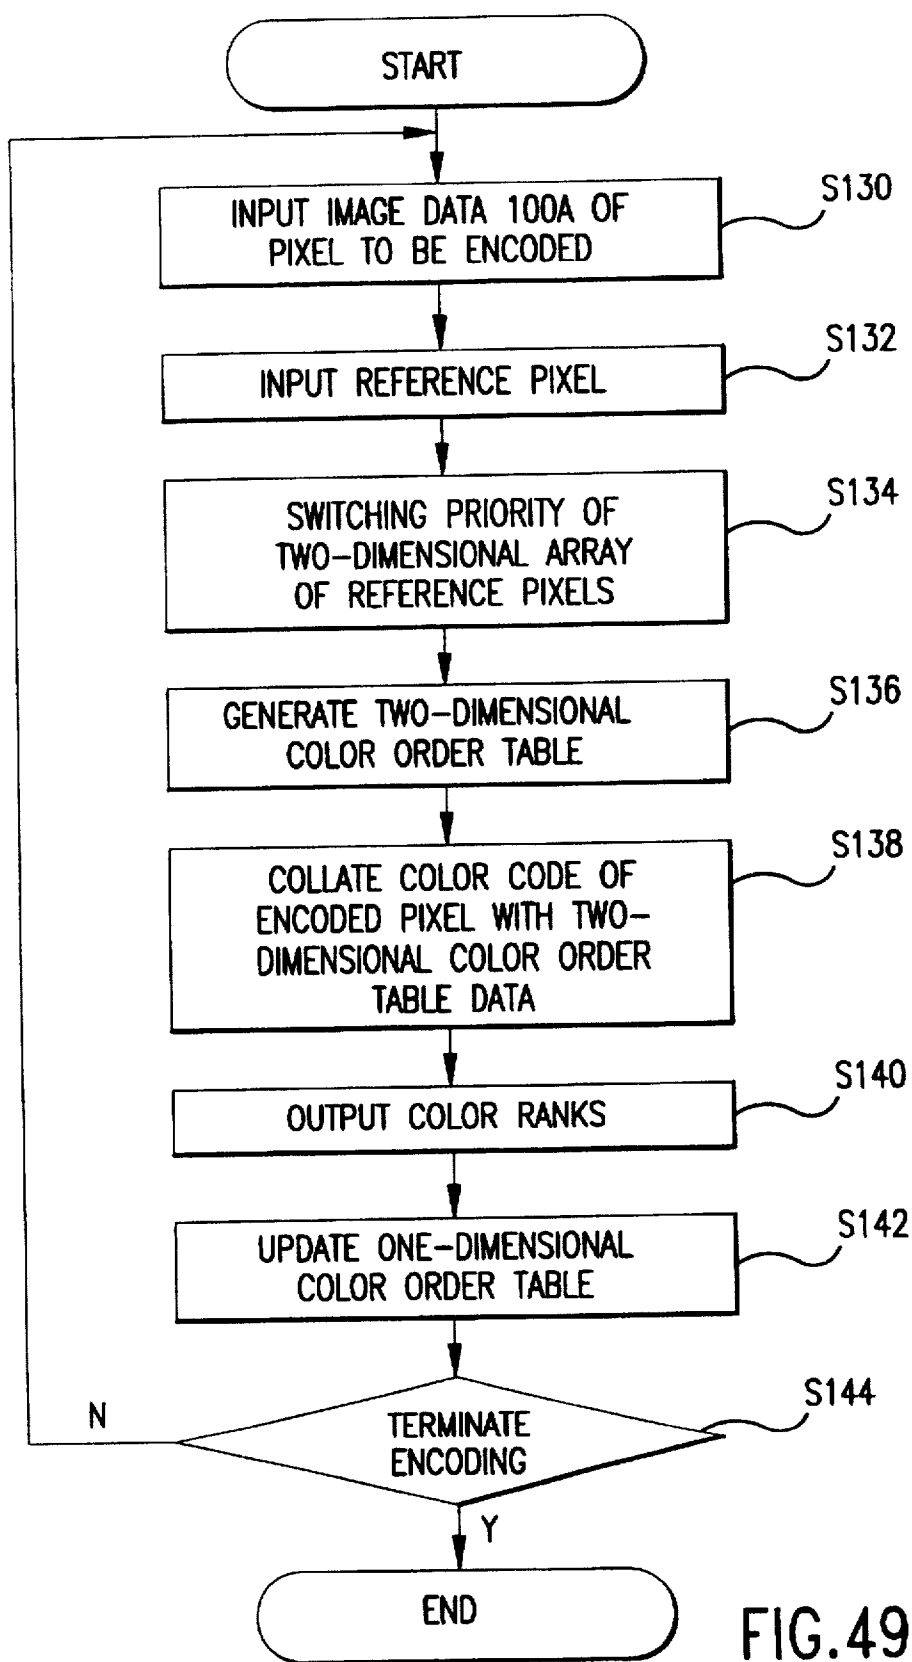 START
INPUT IMAGE DATA 100A OF
PIXEL TO BE ENCODED
S130
INPUT REFERENCE PIXEL
S132
SWITCHING PRIORITY OF
TWO-DIMENSIONAL ARRAY
OF REFERENCE PIXELS
S134
GENERATE TWO-DIMENSIONAL
COLOR ORDER TABLE
S136
COLLATE COLOR CODE OF
ENCODED PIXEL WITH TWO-
DIMENSIONAL COLOR ORDER
TABLE DATA
S138
OUTPUT COLOR RANKS
S140
UPDATE ONE-DIMENSIONAL
COLOR ORDER TABLE
S142
TERMINATE
ENCODING
S144
N
Y
END
FIG.49